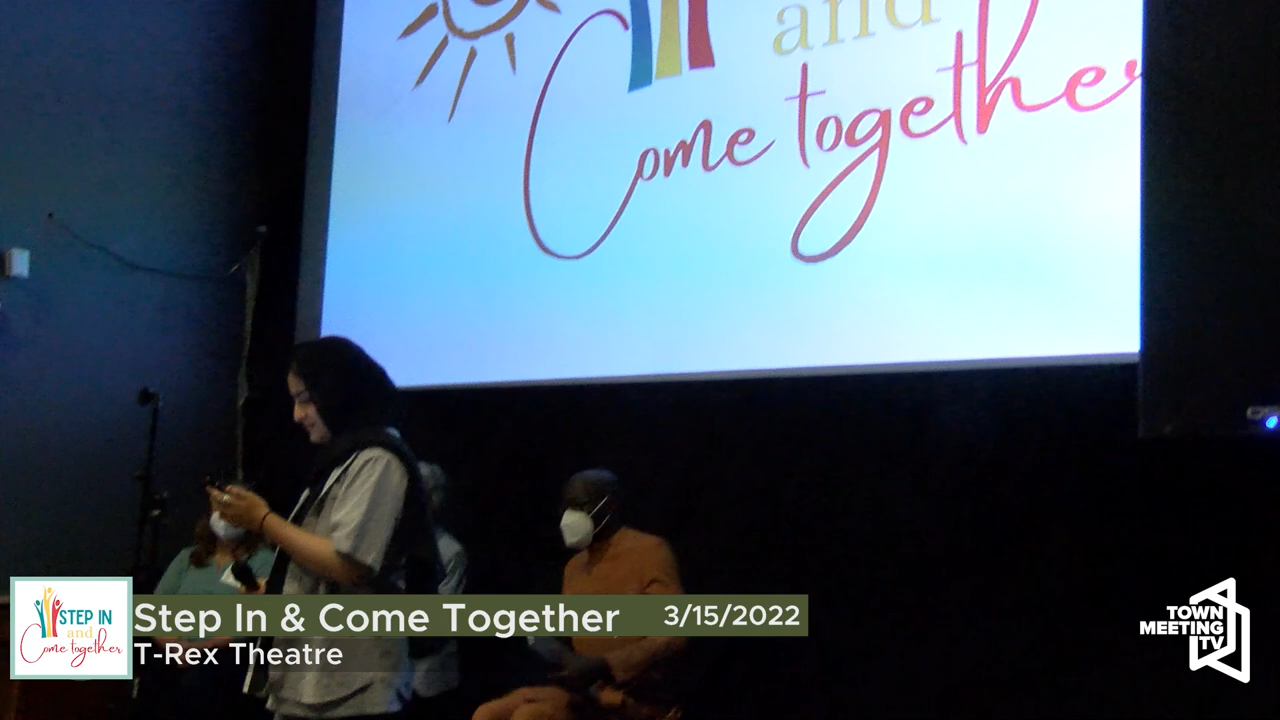 and
Come together
STEP IN
and
Come together
Step In & Come Together 3/15/2022
T-Rex Theatre
TOWN
MEETING
TV